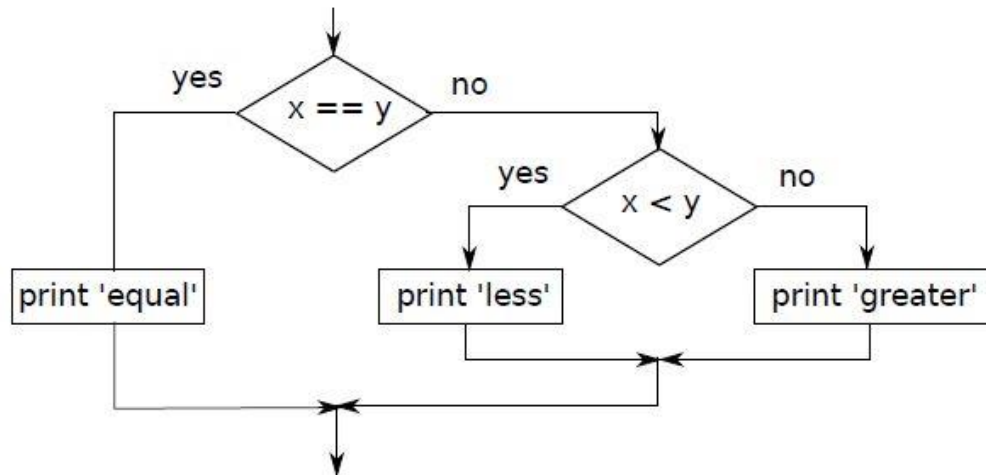 yes
x == y
no
yes
x < y
no
print 'equal'
print 'less'
print 'greater'